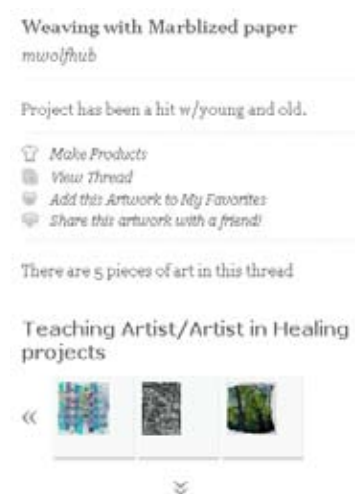 Weaving with Marblized paper
mwolfhub
Project has been a hit w/young and old.
Make Products
View Thread
Add this Artwork to My Favorites
Share this artwork with a friend!
There are 5 pieces of art in this thread
Teaching Artist/Artist in Healing
projects
«